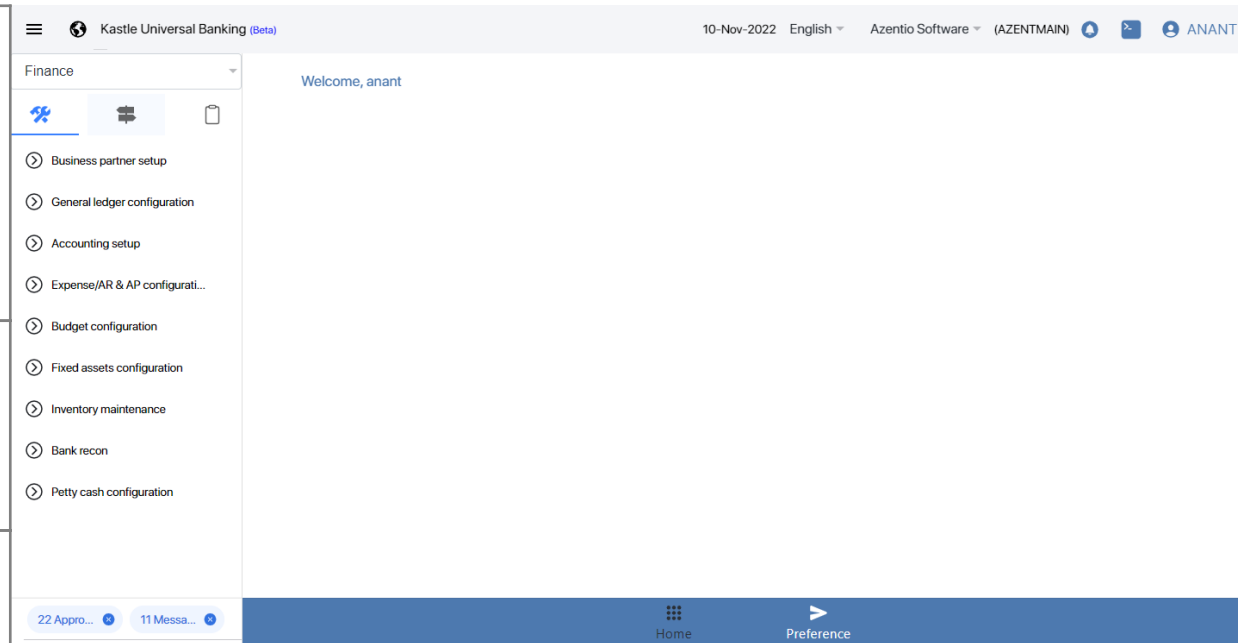 Kastle Universal Banking (Beta)
10-Nov-2022 English Azentio Software (AZENTMAIN) ANANT
Finance
Welcome, anant
Business partner setup
General ledger configuration
Accounting setup
Expense/AR & AP configurati...
Budget configuration
Fixed assets configuration
Inventory maintenance
Bank recon
Petty cash configuration
22 Appro... 11 Messa...
Home Preference